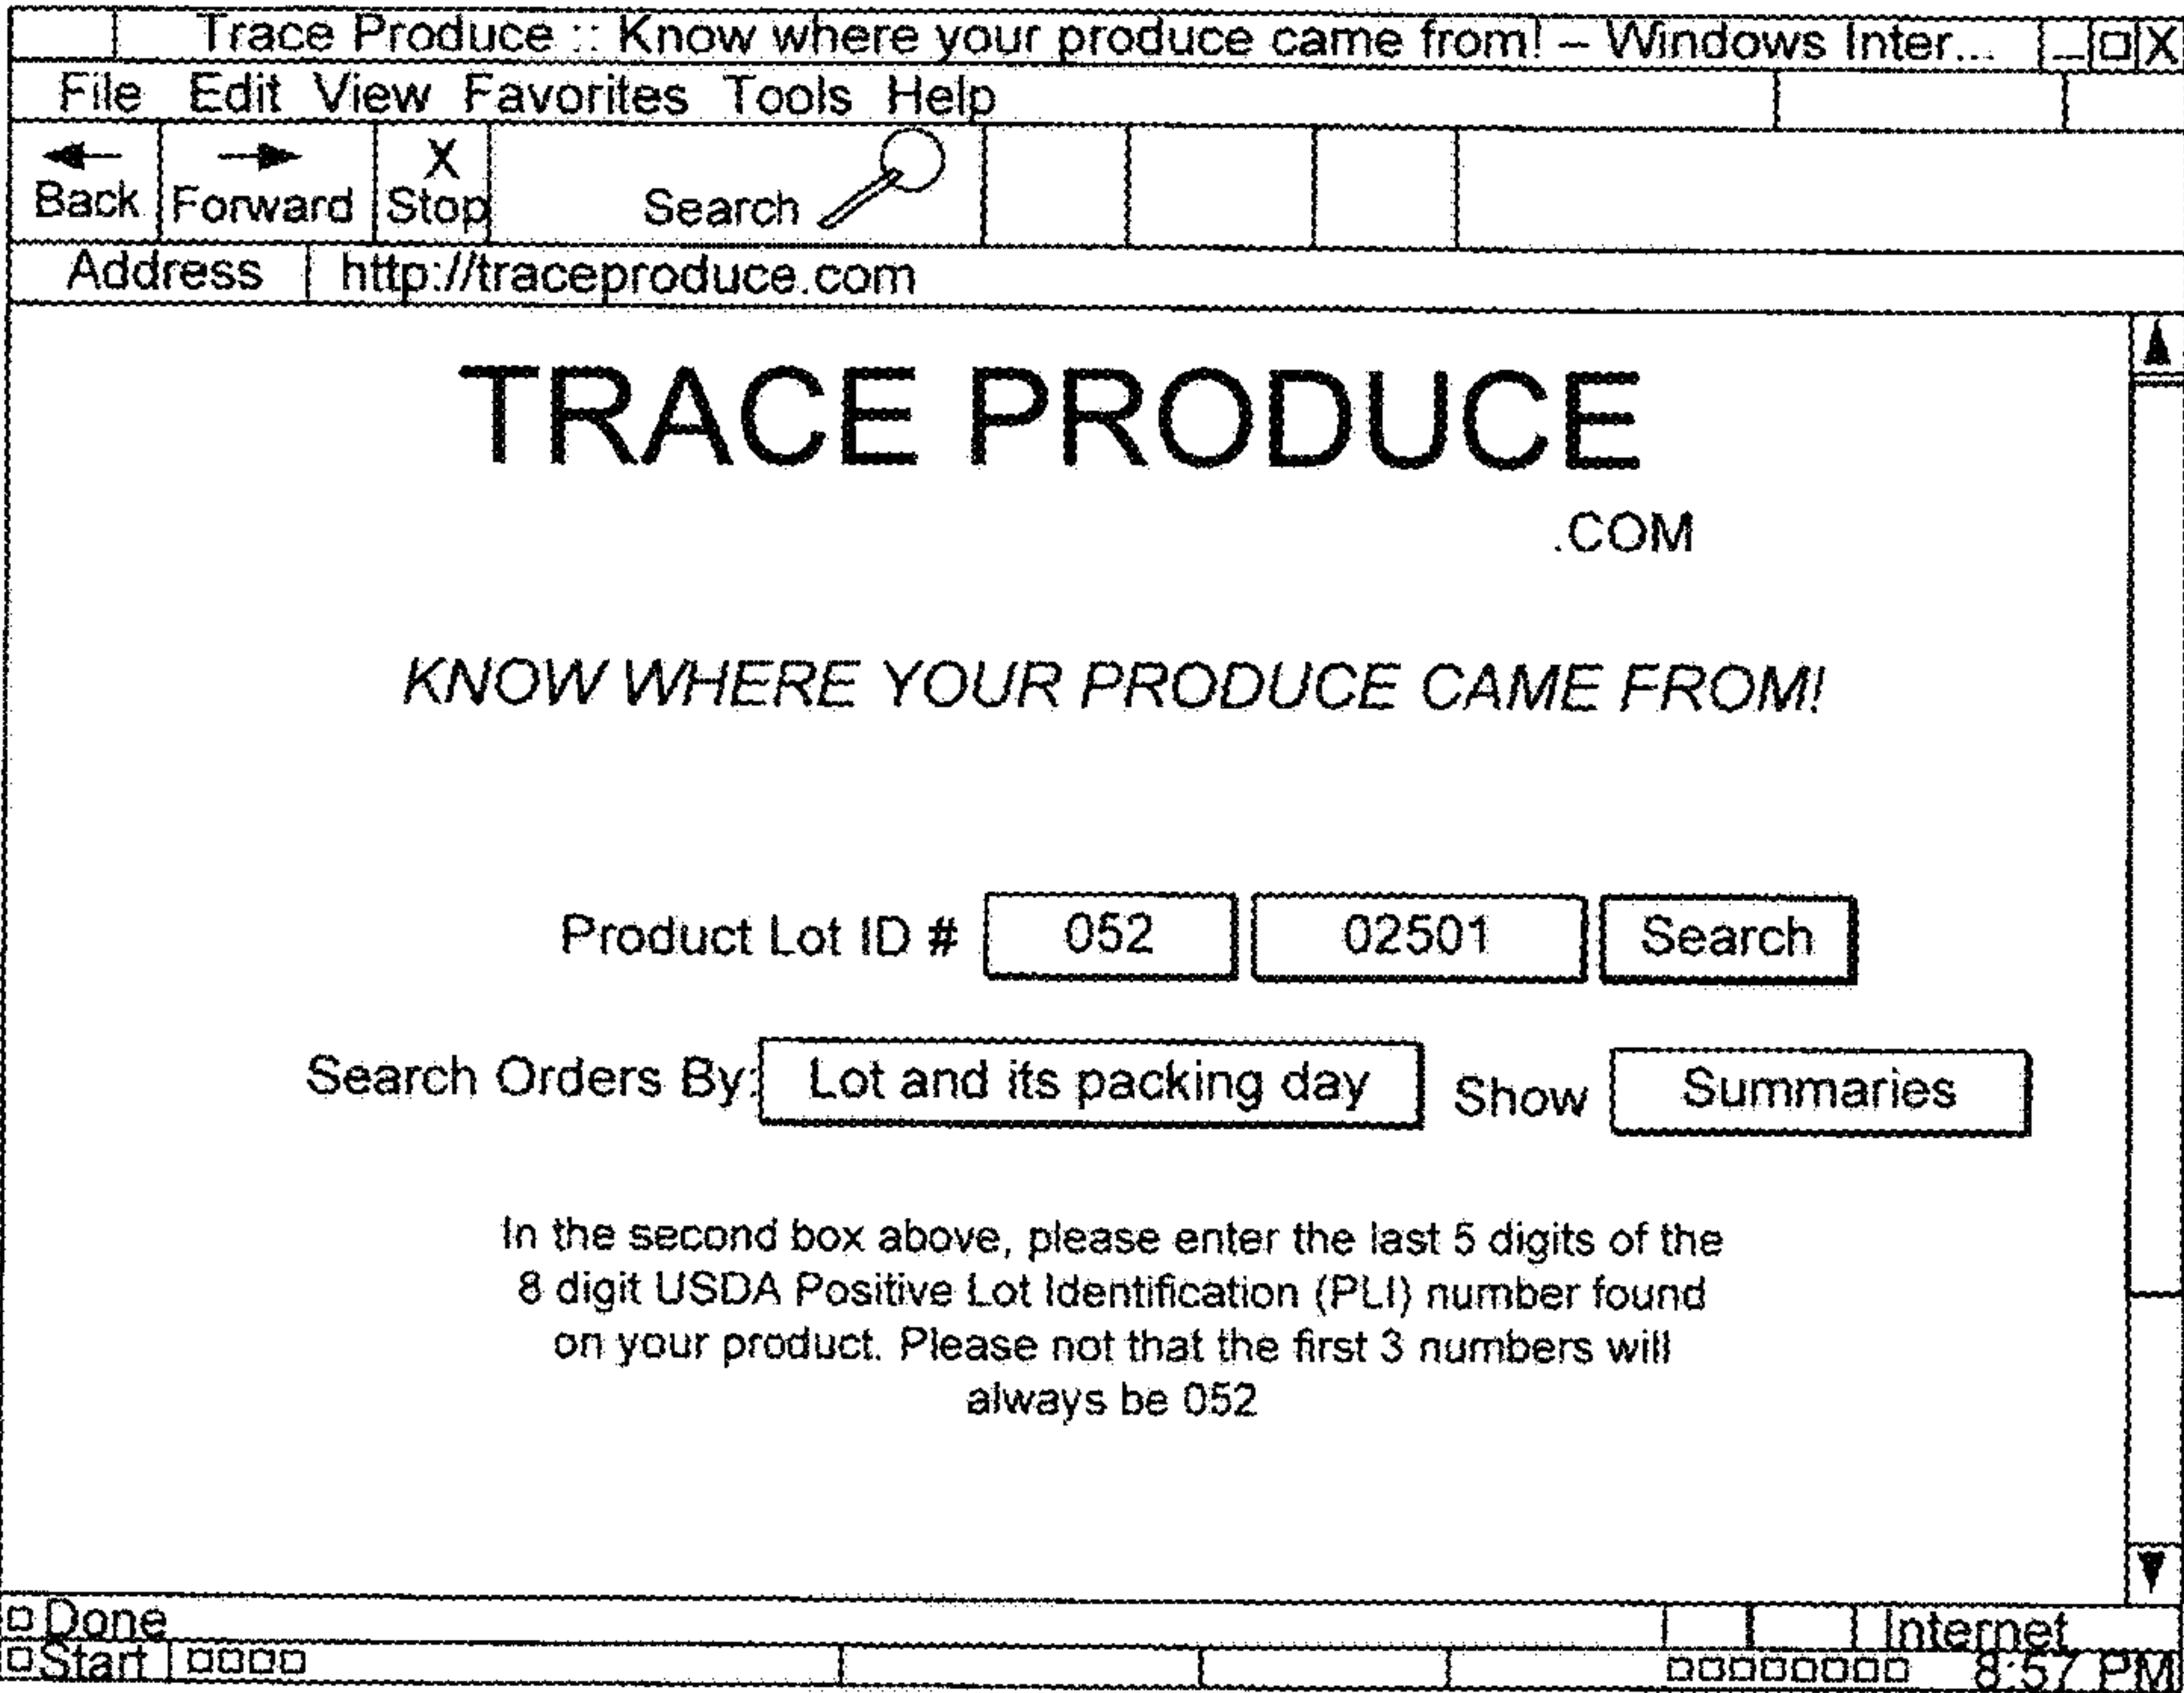 Trace Produce :: Know where your produce came from! – Windows Inter... _ □ X
File Edit View Favorites Tools Help
Back Forward X Stop Search
Address http://traceproduce.com
TRACE PRODUCE
.COM
KNOW WHERE YOUR PRODUCE CAME FROM!
Product Lot ID # 052 02501 Search
Search Orders By: Lot and its packing day Show Summaries
In the second box above, please enter the last 5 digits of the
8 digit USDA Positive Lot Identification (PLI) number found
on your product. Please not that the first 3 numbers will
always be 052
Done Internet
Start 8:57 PM